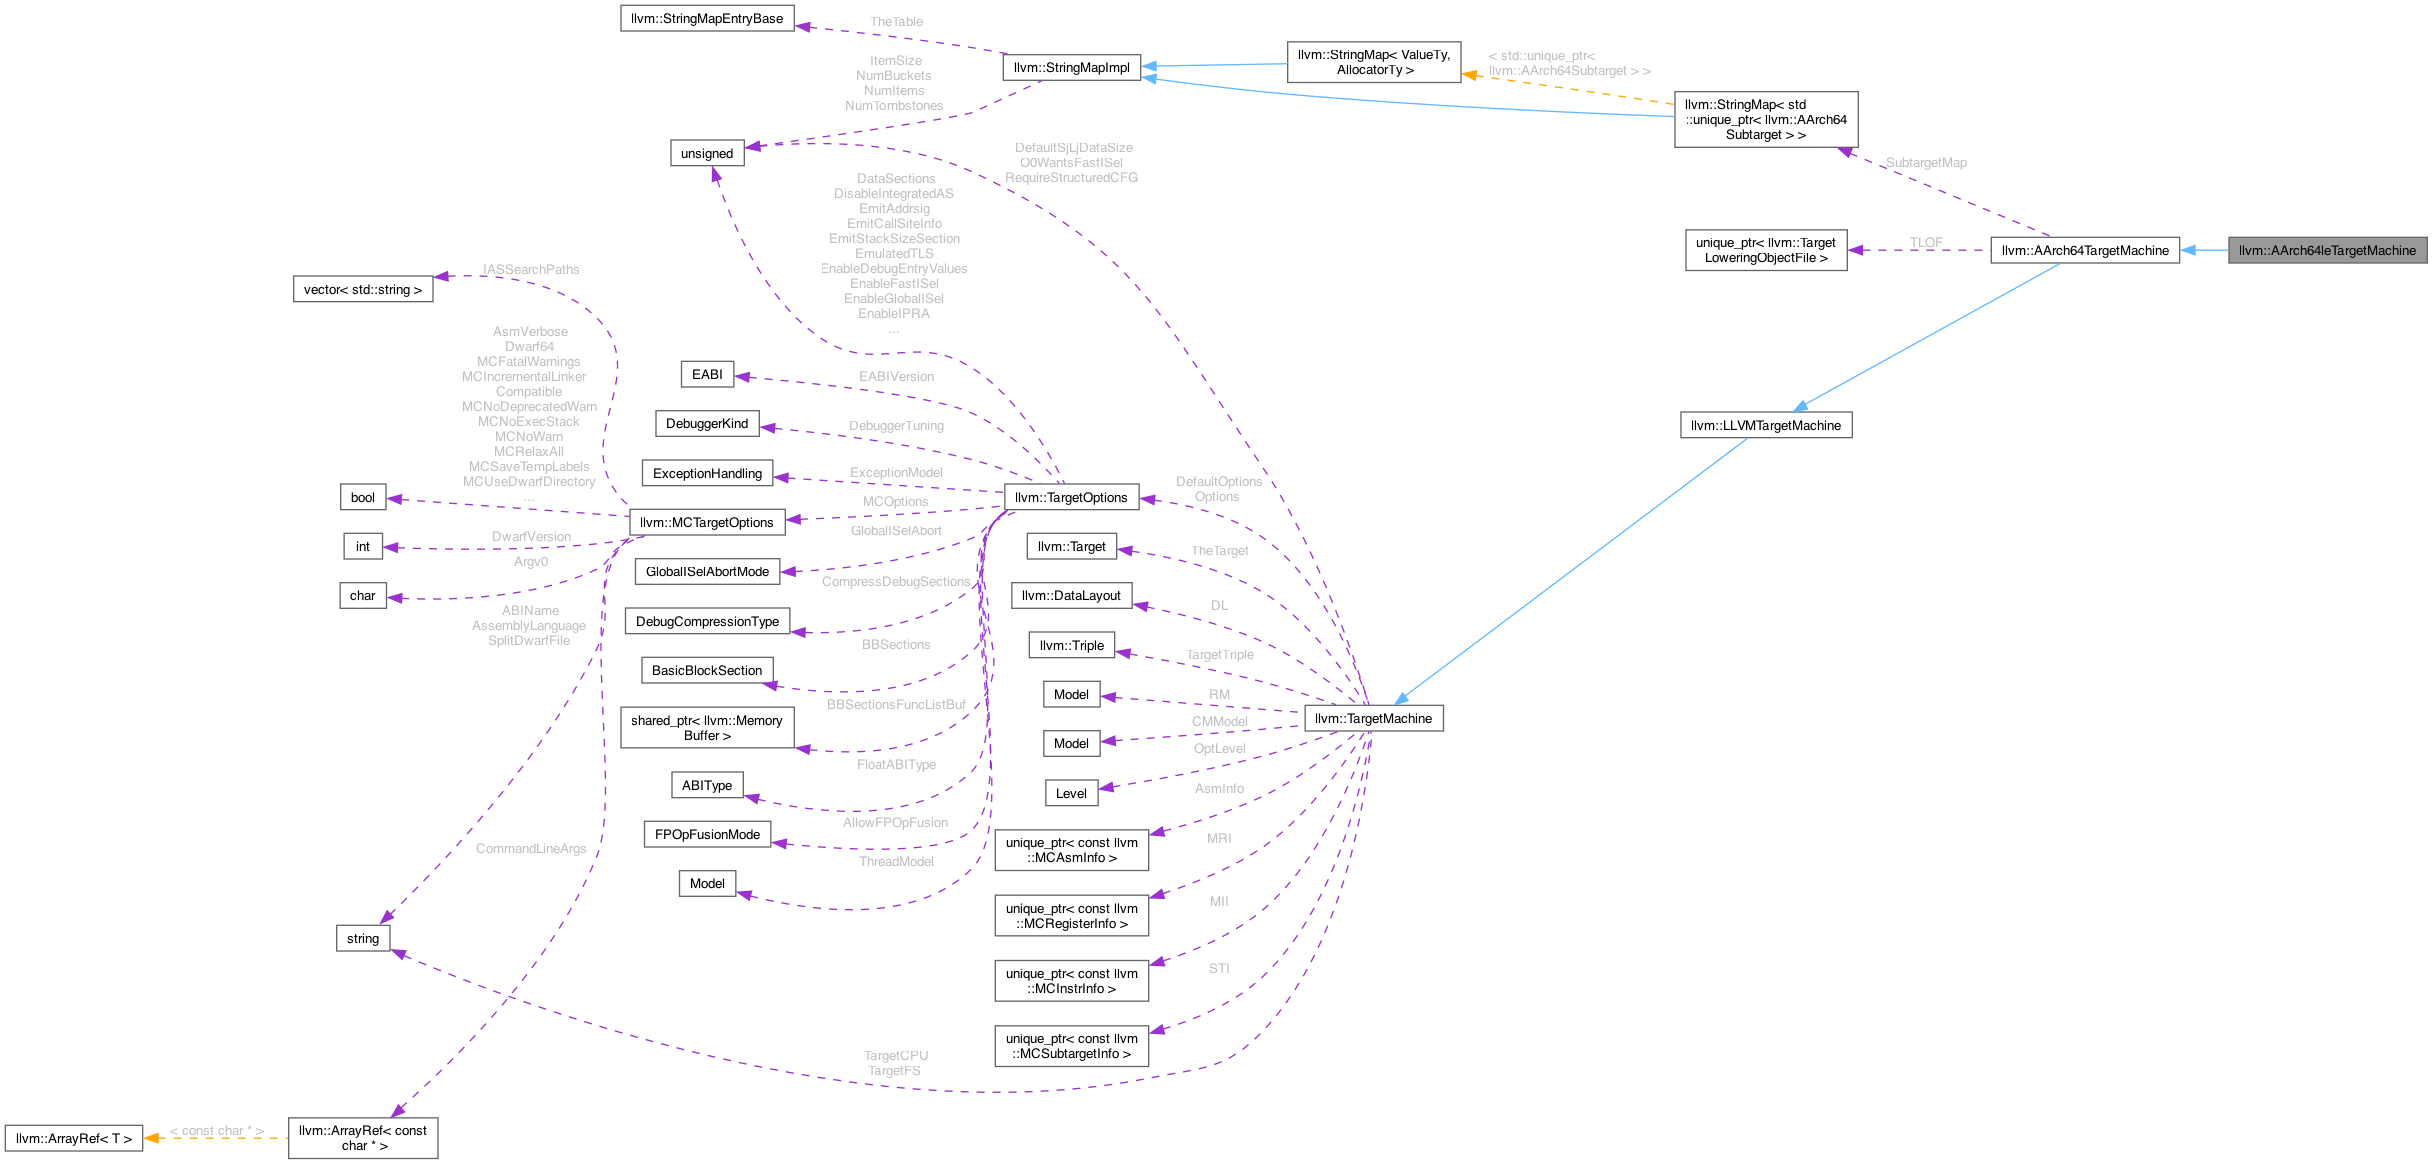 llvm::StringMapEntryBase
TheTable
llvm::StringMapImpl
ItemSize
NumBuckets
NumItems
NumTombstones
llvm::StringMap< ValueTy,
AllocatorTy >
< std::unique_ptr<
llvm::AArch64Subtarget > >
llvm::StringMap< std
::unique_ptr< llvm::AArch64
Subtarget > >
unsigned
DefaultSjLjDataSize
O0WantsFastISel
RequireStructuredCFG
SubtargetMap
DataSections
DisableIntegratedAS
EmitAddrsig
EmitCallSiteInfo
EmitStackSizeSection
EmulatedTLS
EnableDebugEntryValues
EnableFastISel
EnableGlobalISel
EnableIPRA
...
unique_ptr< llvm::Target
LoweringObjectFile >
TLOF
llvm::AArch64TargetMachine
llvm::AArch64leTargetMachine
vector< std::string >
IASSearchPaths
AsmVerbose
Dwarf64
MCFatalWarnings
MCIncrementalLinker
Compatible
MCNoDeprecatedWarn
MCNoExecStack
MCNoWarn
MCRelaxAll
MCSaveTempLabels
MCUseDwarfDirectory
...
EABI
EABIVersion
DebuggerKind
DebuggerTuning
llvm::LLVMTargetMachine
ExceptionHandling
ExceptionModel
bool
llvm::MCTargetOptions
MCOptions
llvm::TargetOptions
DefaultOptions
Options
int
DwarfVersion
GlobalISelAbort
llvm::Target
TheTarget
Argv0
GlobalISelAbortMode
char
CompressDebugSections
llvm::DataLayout
DL
ABIName
AssemblyLanguage
SplitDwarfFile
DebugCompressionType
BBSections
llvm::Triple
TargetTriple
BasicBlockSection
Model
RM
shared_ptr< llvm::Memory
Buffer >
BBSectionsFuncListBuf
llvm::TargetMachine
CMModel
Model
OptLevel
FloatABIType
ABIType
Level
AsmInfo
AllowFPOpFusion
FPOpFusionMode
unique_ptr< const llvm
::MCAsmInfo >
MRI
CommandLineArgs
ThreadModel
Model
unique_ptr< const llvm
::MCRegisterInfo >
MII
string
unique_ptr< const llvm
::MCInstrInfo >
STI
unique_ptr< const llvm
::MCSubtargetInfo >
TargetCPU
TargetFS
llvm::ArrayRef< T >
< const char * >
llvm::ArrayRef< const
char * >